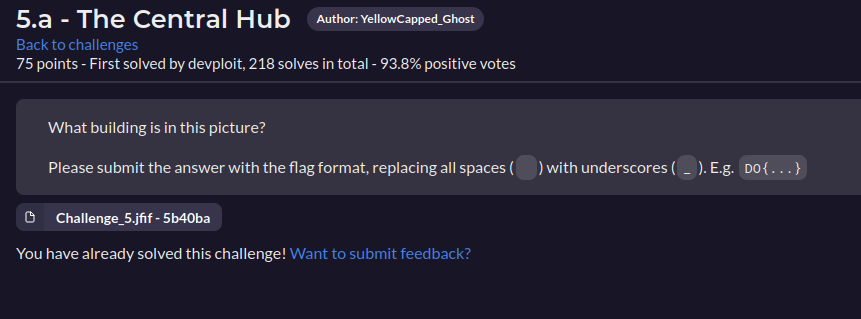 5.a - The Central Hub Author: YellowCapped_Ghost
Back to challenges
75 points - First solved by devploit, 218 solves in total - 93.8% positive votes
What building is in this picture?
Please submit the answer with the flag format, replacing all spaces ( ) with underscores ( _ ). E.g. DO{...}
Challenge_5.jfif - 5b40ba
You have already solved this challenge! Want to submit feedback?